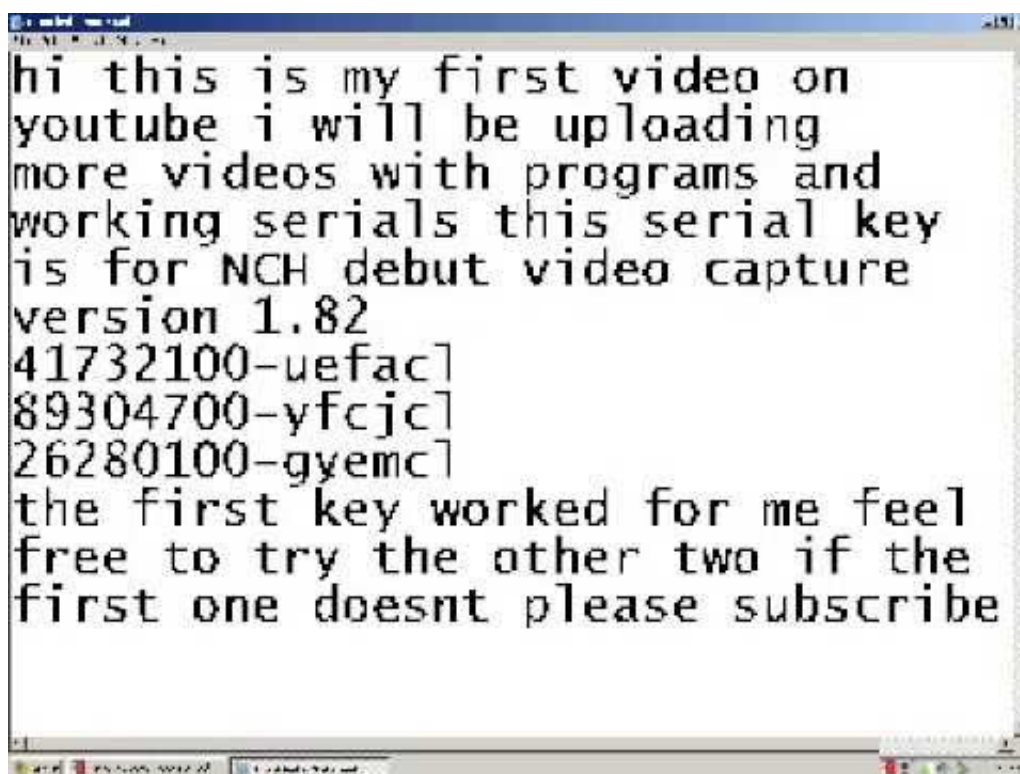 hi this is my first video on
youtube i will be uploading
more videos with programs and
working serials this serial key
is for NCH debut video capture
version 1.82
41732100-uefacl
89304700-yfcjcl
26280100-gyemcl
the first key worked for me feel
free to try the other two if the
first one doesnt please subscribe